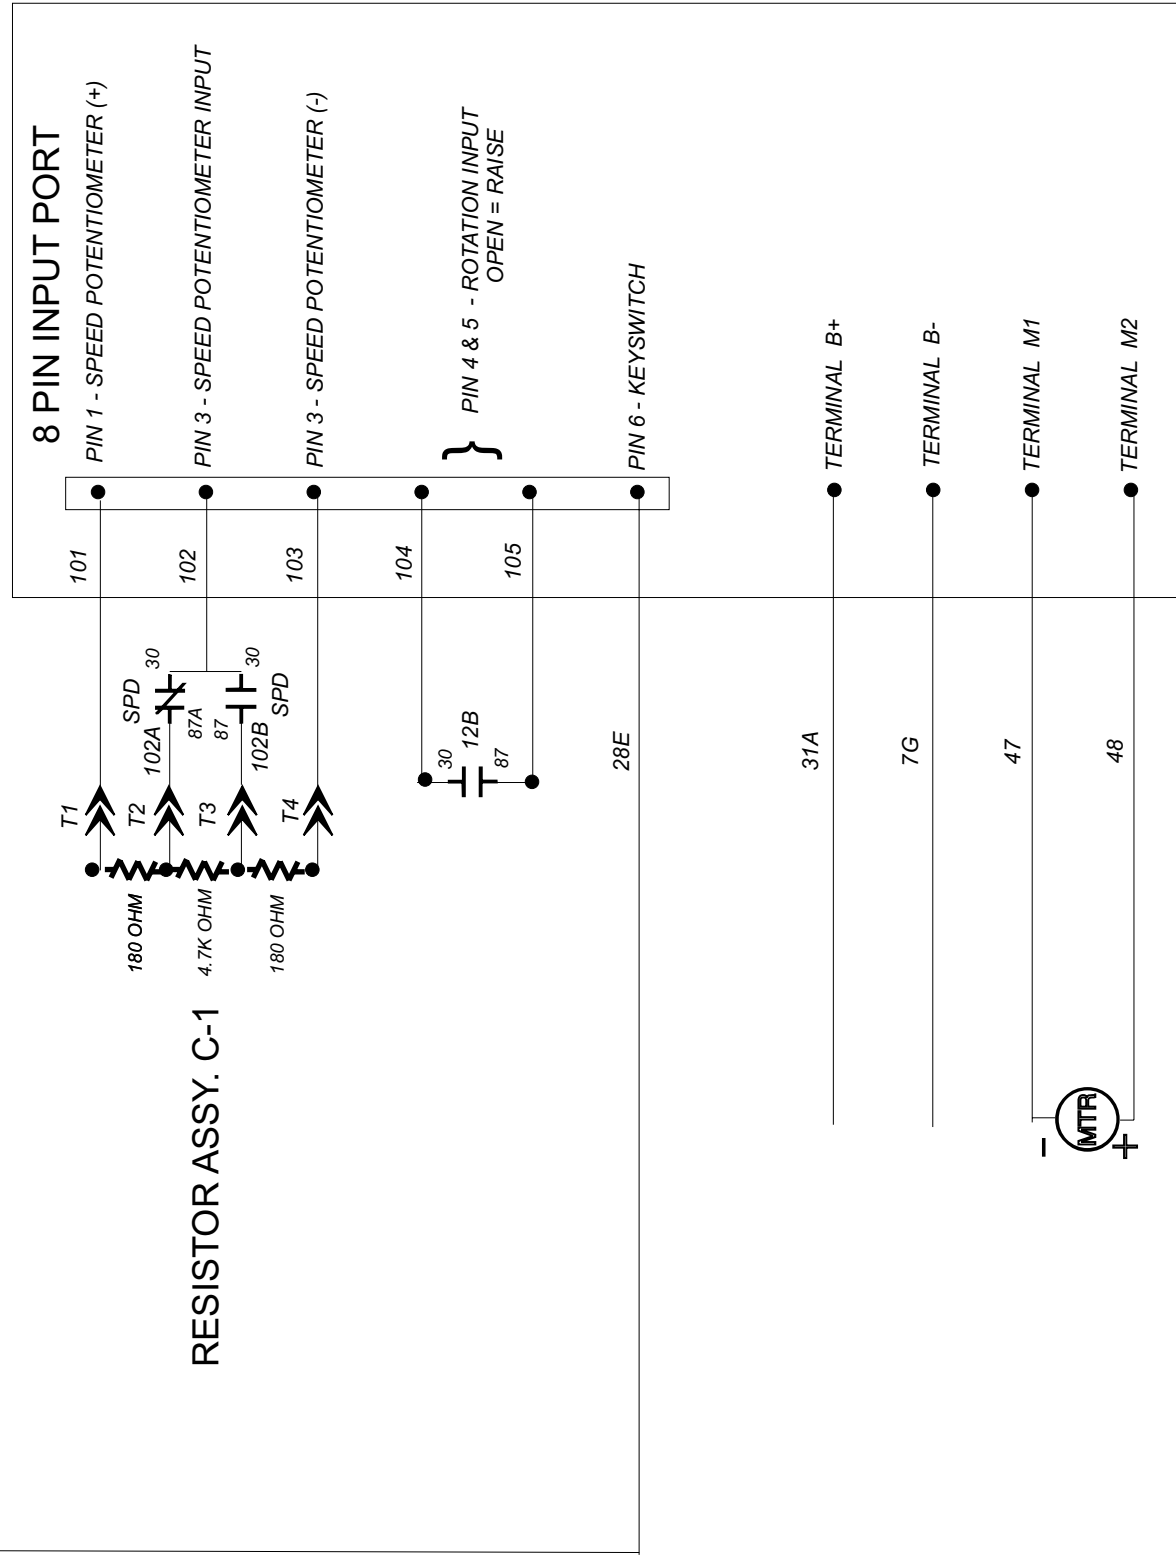 8 PIN INPUT PORT
PIN 1 - SPEED POTENTIOMETER (+)
PIN 3 - SPEED POTENTIOMETER INPUT
PIN 3 - SPEED POTENTIOMETER (-)
PIN 4 & 5 - ROTATION INPUT
OPEN = RAISE
}
PIN 6 - KEYSWITCH
TERMINAL B+
TERMINAL B-
TERMINAL M1
TERMINAL M2
101
102
103
104
105
30
SPD
87A
102A
30
SPD
87
102B
T1
T2
T3
T4
180 OHM
4.7K OHM
180 OHM
RESISTOR ASSY. C-1
30
12B
87
28E
31A
7G
47
48
-
MTR
+